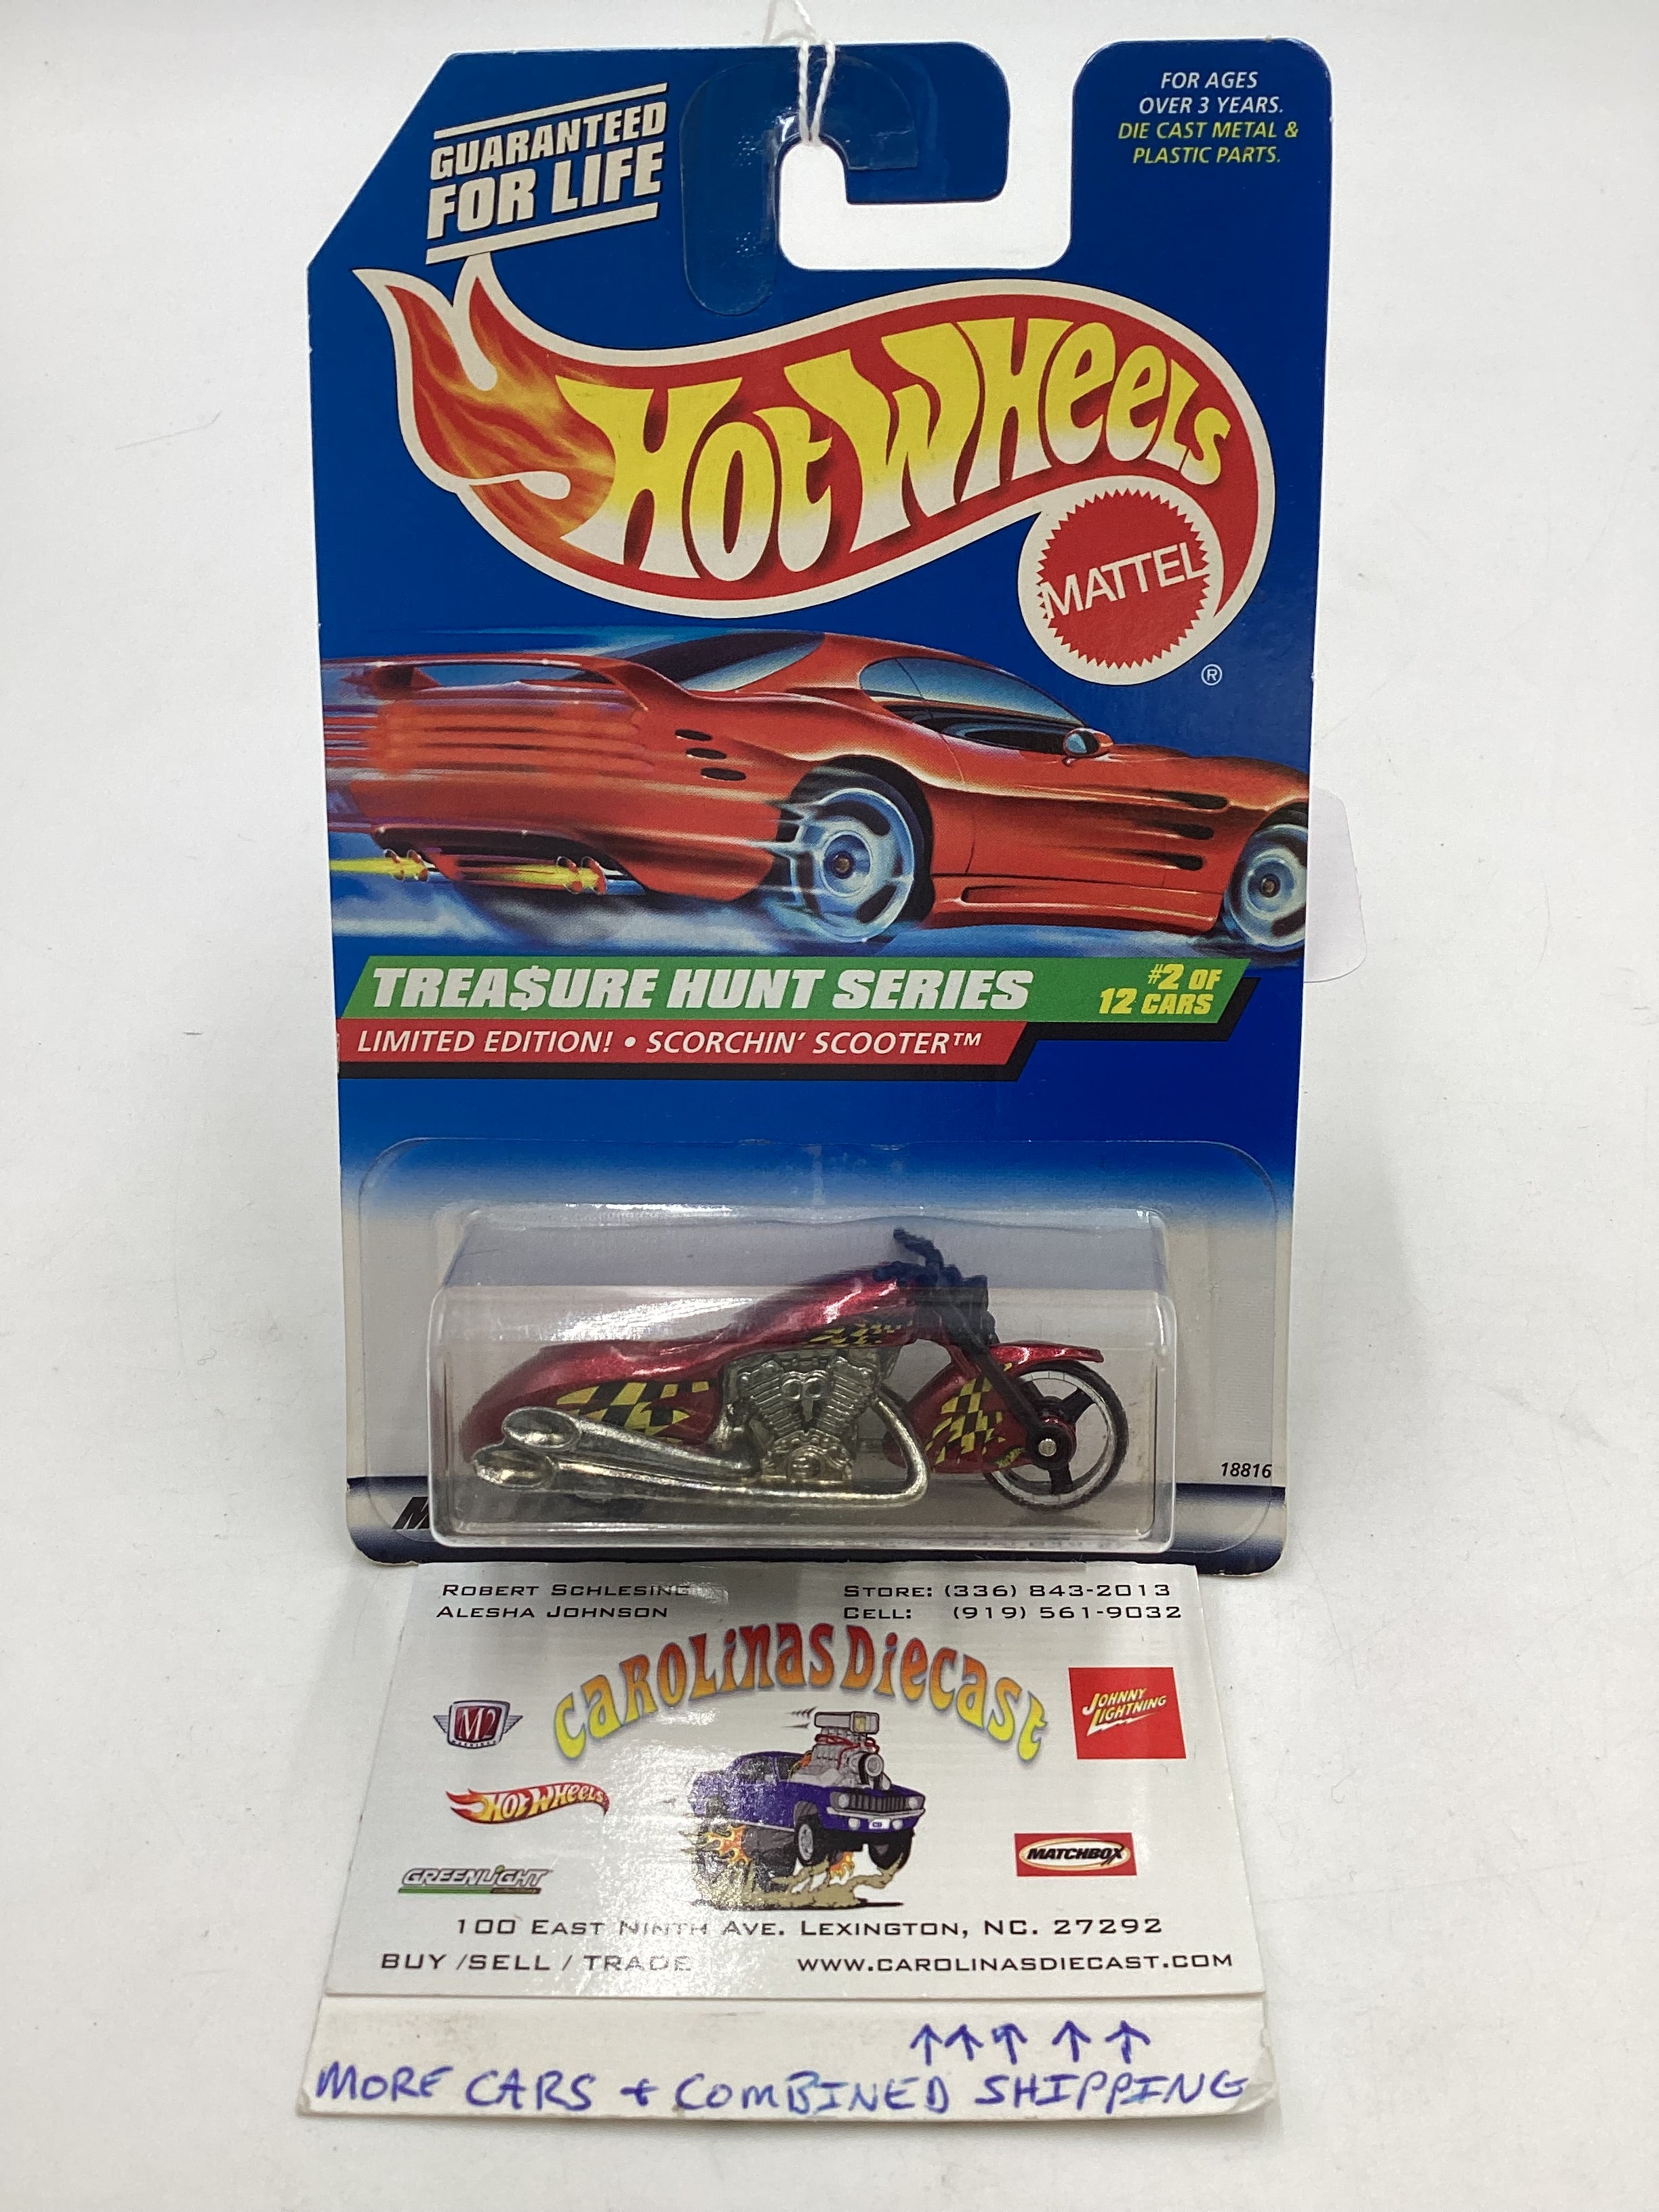 GUARANTEED
FOR LIFE
FOR AGES
OVER 3 YEARS.
DIE CAST METAL &
PLASTIC PARTS.
HOT WHEELS
MATTEL
®
TREA$URE HUNT SERIES
#2 OF
12 CARS
LIMITED EDITION! • SCORCHIN' SCOOTER™
18816
ROBERT
ALESHA JOHNSON
STORE: (336) 843-2013
CELL: (919) 561-9032
CAROLINAS DIECAST
M2
JOHNNY
LIGHTNING
HOT WHEELS
MATCHBOX
GREENLIGHT
100 EAST NINTH AVE. LEXINGTON, NC. 27292
BUY /SELL / TRADE
WWW.CAROLINASDIECAST.COM
↑↑↑ ↑ ↑
MORE CARS + COMBINED SHIPPING